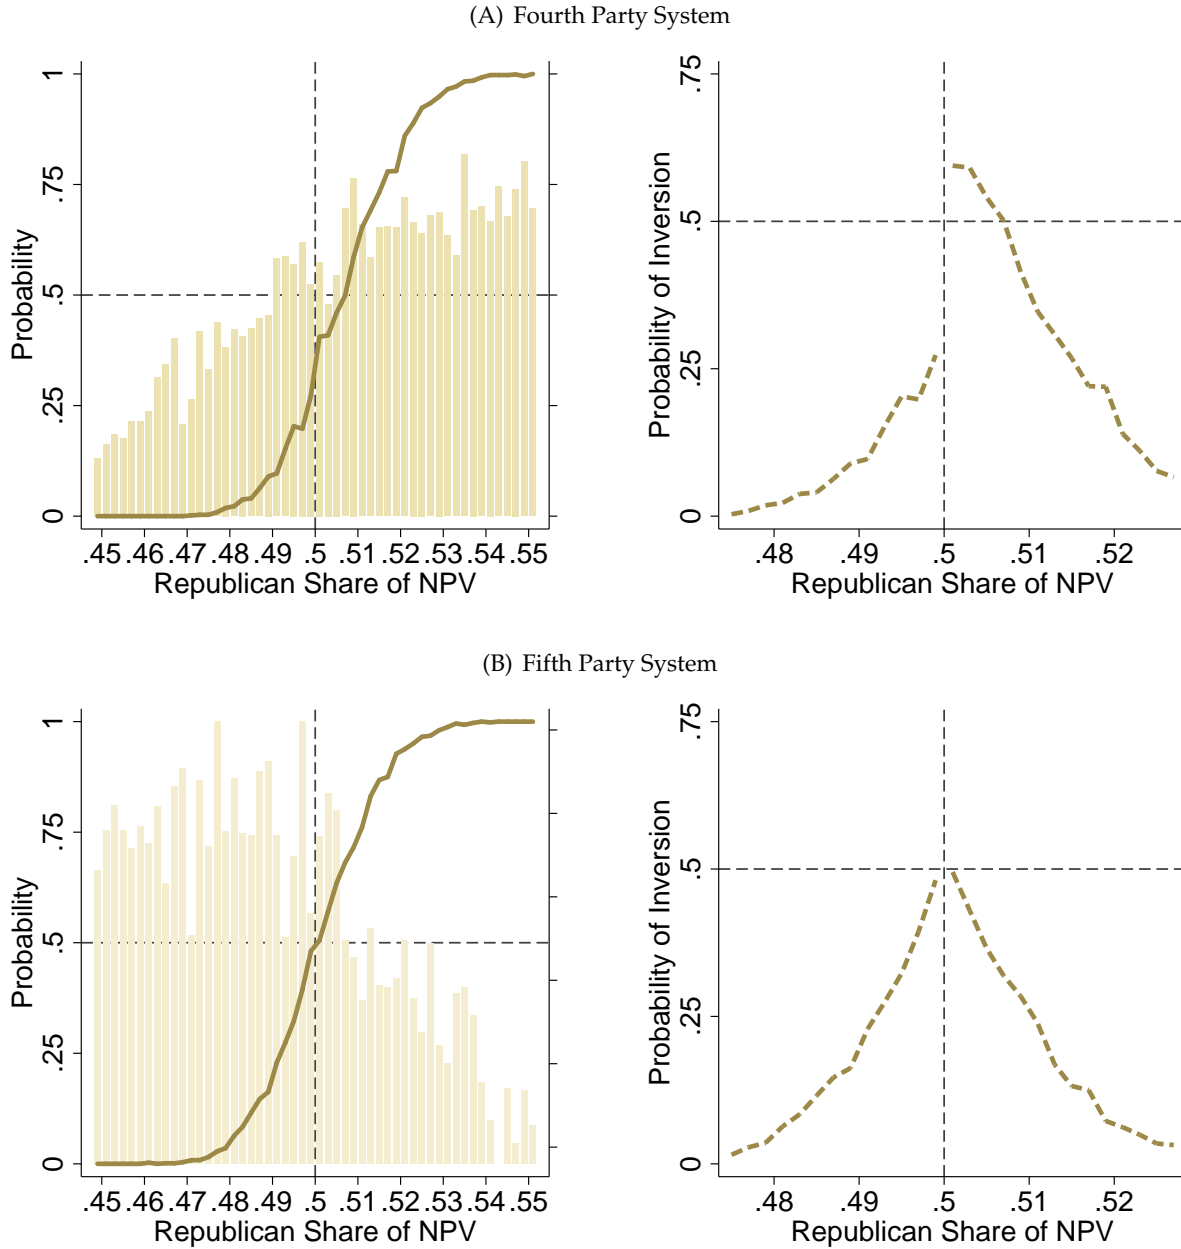 (A) Fourth Party System
Probability
1
.75
.5
.25
0
.45 .46 .47 .48 .49 .5 .51 .52 .53 .54 .55
Republican Share of NPV
Probability of Inversion
.75
.5
.25
0
.48 .49 .5 .51 .52
Republican Share of NPV
(B) Fifth Party System
Probability
1
.75
.5
.25
0
.45 .46 .47 .48 .49 .5 .51 .52 .53 .54 .55
Republican Share of NPV
Probability of Inversion
.75
.5
.25
0
.48 .49 .5 .51 .52
Republican Share of NPV